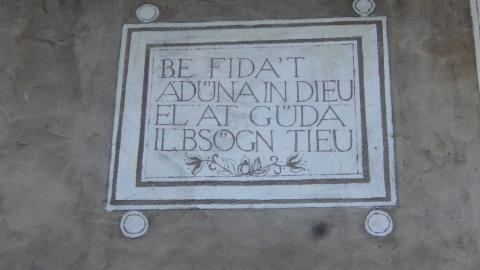 BE FIDA'T
ADÜNA IN DIEU
EL AT GÜDA
IL BSÖGN TIEU